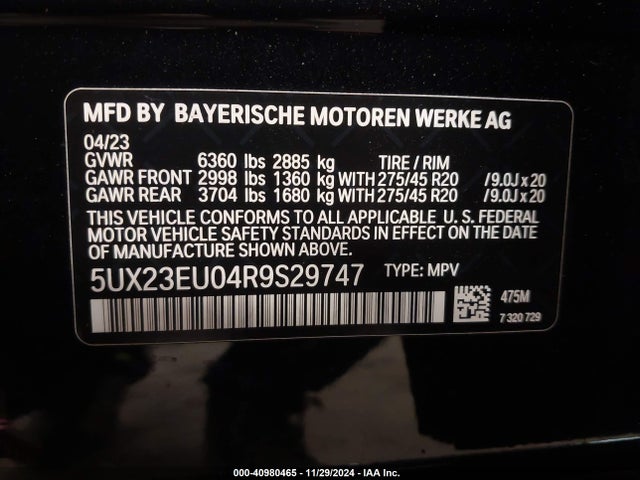 MFD BY BAYERISCHE MOTOREN WERKE AG
04/23
GVWR 6360 lbs 2885 kg TIRE / RIM
GAWR FRONT 2998 lbs 1360 kg WITH 275/45 R20 /9.0J x 20
GAWR REAR 3704 lbs 1680 kg WITH 275/45 R20 /9.0J x 20
THIS VEHICLE CONFORMS TO ALL APPLICABLE U. S. FEDERAL
MOTOR VEHICLE SAFETY STANDARDS IN EFFECT ON THE DATE
OF MANUFACTURE SHOWN ABOVE.
5UX23EU04R9S29747 TYPE: MPV
475M
7 320 729
000-40980465 - 11/29/2024 - IAA Inc.